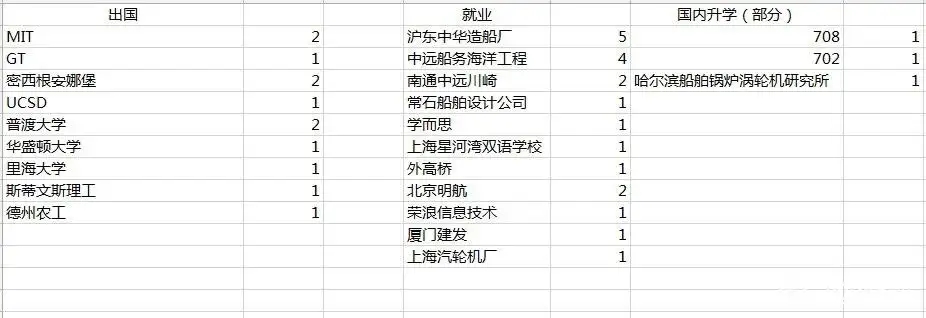 出国 就业 国内升学（部分）
MIT 2 沪东中华造船厂 5 708 1
GT 1 中远船务海洋工程 4 702 1
密西根安娜堡 2 南通中远川崎 2 哈尔滨船舶锅炉涡轮机研究所 1
UCSD 1 常石船舶设计公司 1
普渡大学 2 学而思 1
华盛顿大学 1 上海星河湾双语学校 1
里海大学 1 外高桥 1
斯蒂文斯理工 1 北京明航 2
德州农工 1 荣浪信息技术 1
厦门建发 1
上海汽轮机厂 1